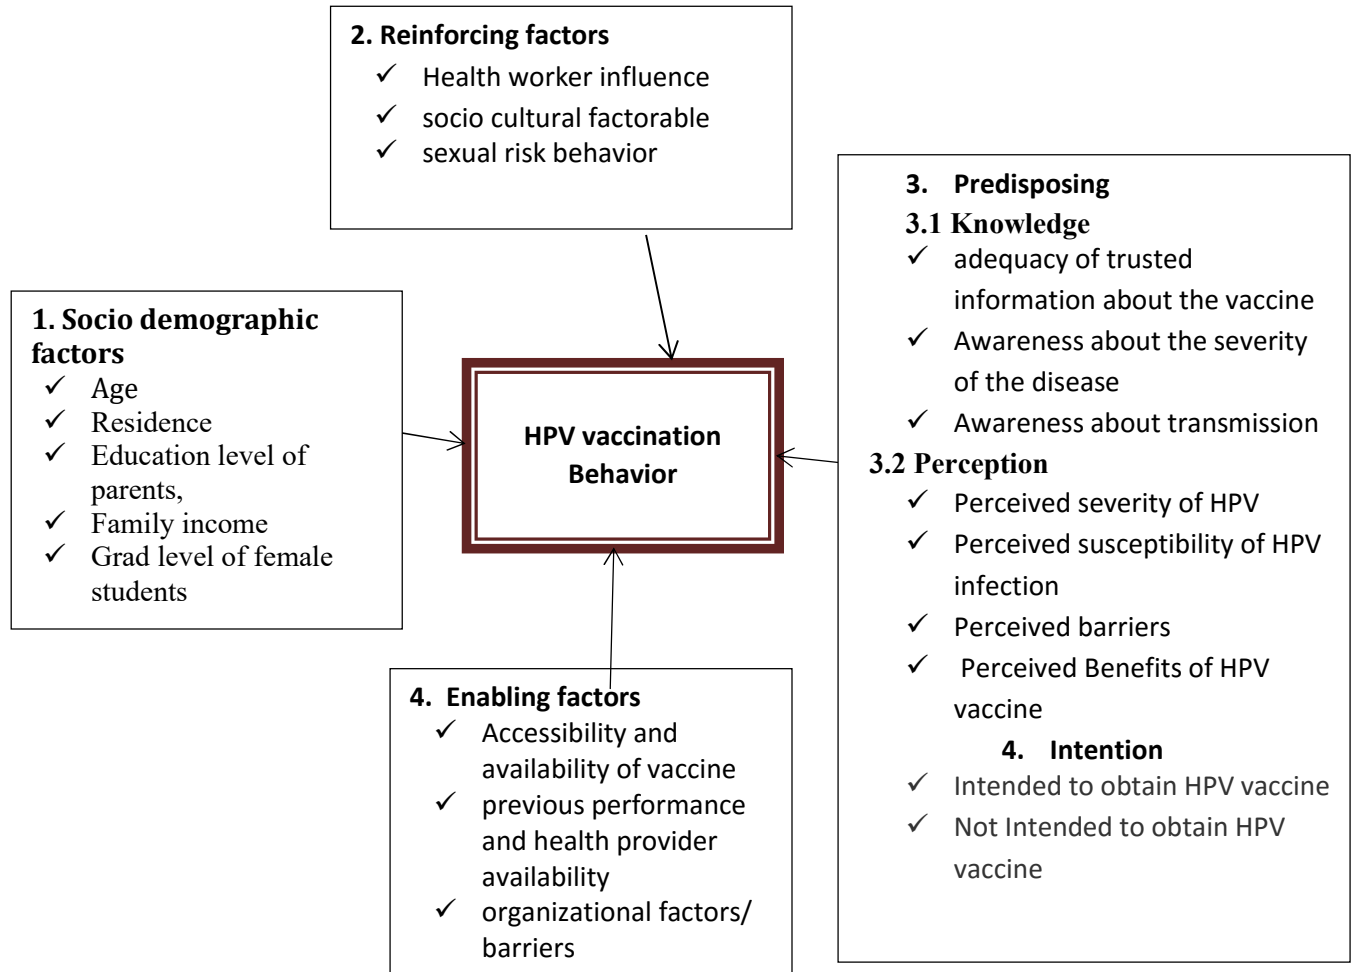 2. Reinforcing factors
✓ Health worker influence
✓ socio cultural factorable
✓ sexual risk behavior
1. Socio demographic
factors
✓ Age
✓ Residence
✓ Education level of
parents,
✓ Family income
✓ Grad level of female
students
HPV vaccination
Behavior
3. Predisposing
3.1 Knowledge
✓ adequacy of trusted
information about the vaccine
✓ Awareness about the severity
of the disease
✓ Awareness about transmission
3.2 Perception
✓ Perceived severity of HPV
✓ Perceived susceptibility of HPV
infection
✓ Perceived barriers
✓ Perceived Benefits of HPV
vaccine
4. Intention
✓ Intended to obtain HPV vaccine
✓ Not Intended to obtain HPV
vaccine
4. Enabling factors
✓ Accessibility and
availability of vaccine
✓ previous performance
and health provider
availability
✓ organizational factors/
barriers